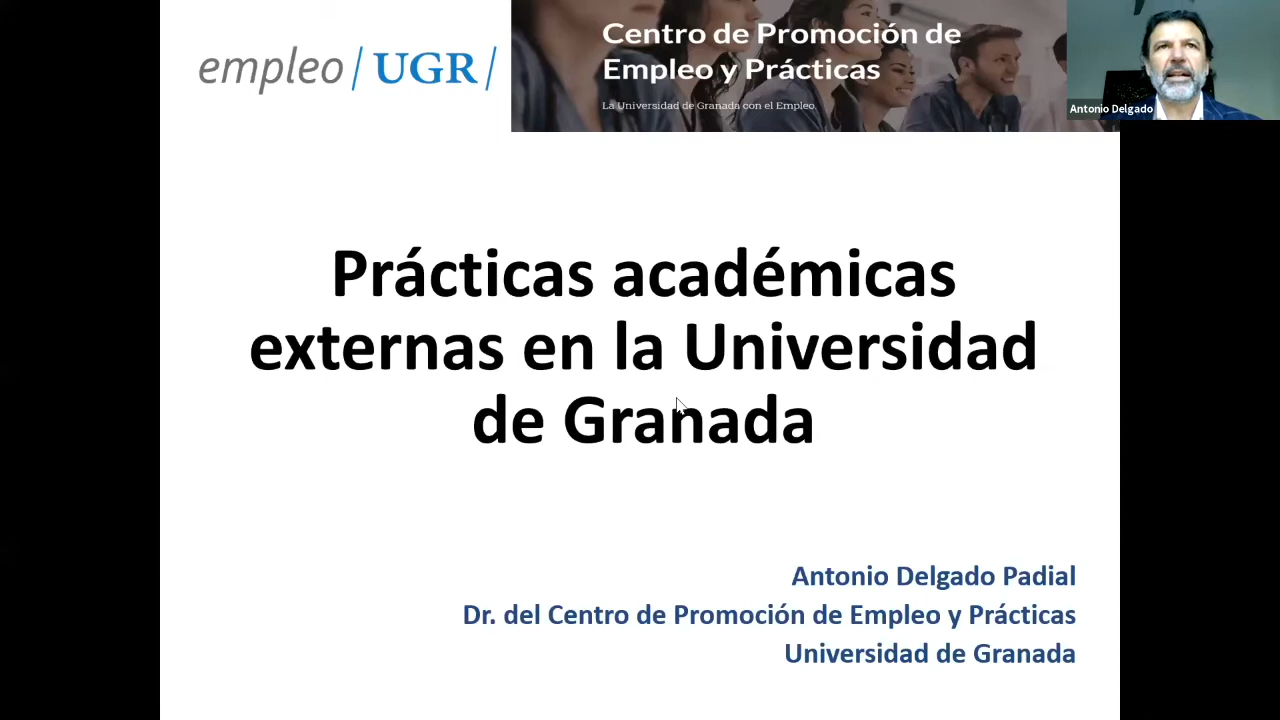 empleo / UGR /
Centro de Promoción de
Empleo y Prácticas
La Universidad de Granada con el Empleo.
Antonio Delgado
Prácticas académicas
externas en la Universidad
de Granada
Antonio Delgado Padial
Dr. del Centro de Promoción de Empleo y Prácticas
Universidad de Granada